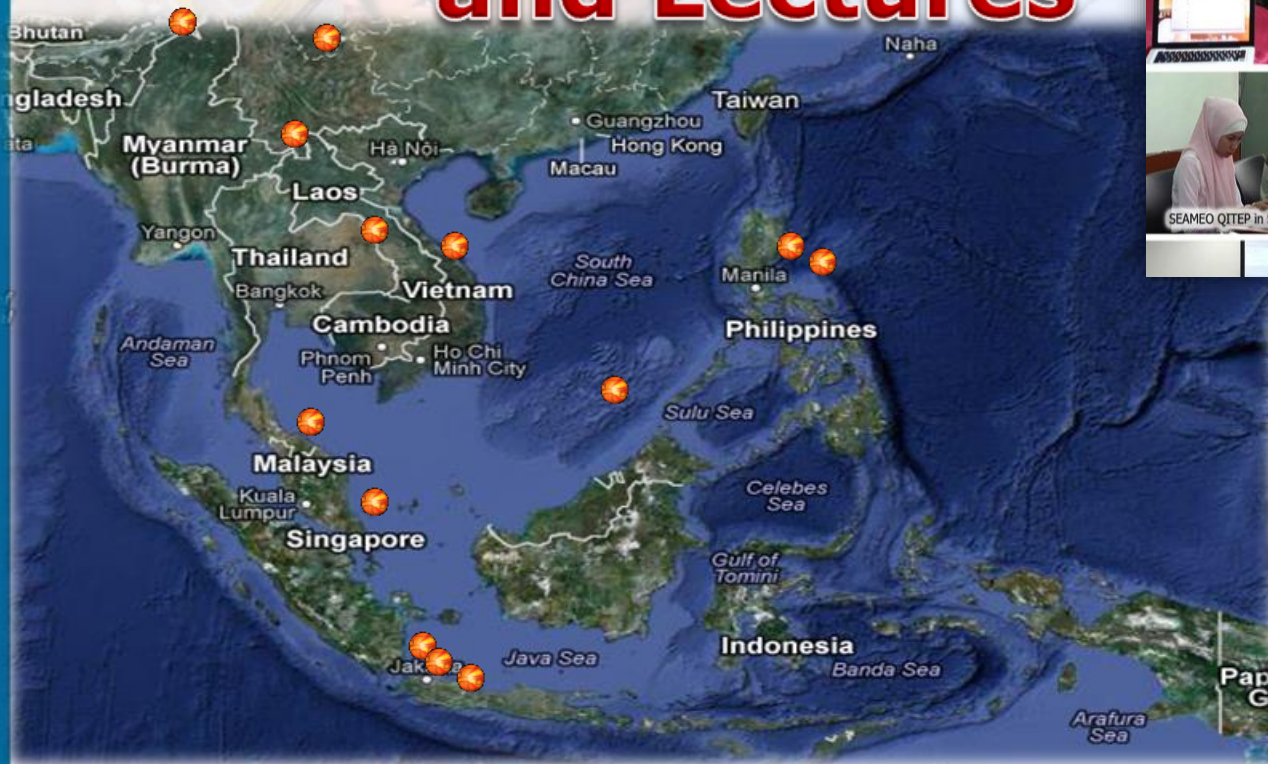 and Lectures
Bhutan
Naha
ngladesh
Taiwan
Guangzhou
ata
Myanmar
(Burma)
Hà Nội
Hong Kong
Macau
Laos
SEAMEO QITEP in
Yangon
Thailand
South
China Sea
Manila
Bangkok
Vietnam
Cambodia
Philippines
Andaman
Sea
Phnom
Penh
Ho Chi
Minh City
Sulu Sea
Malaysia
Kuala
Lumpur
Celebes
Sea
Singapore
Gulf of
Tomini
Indonesia
Java Sea
Banda Sea
Pap
G
Arafura
Sea